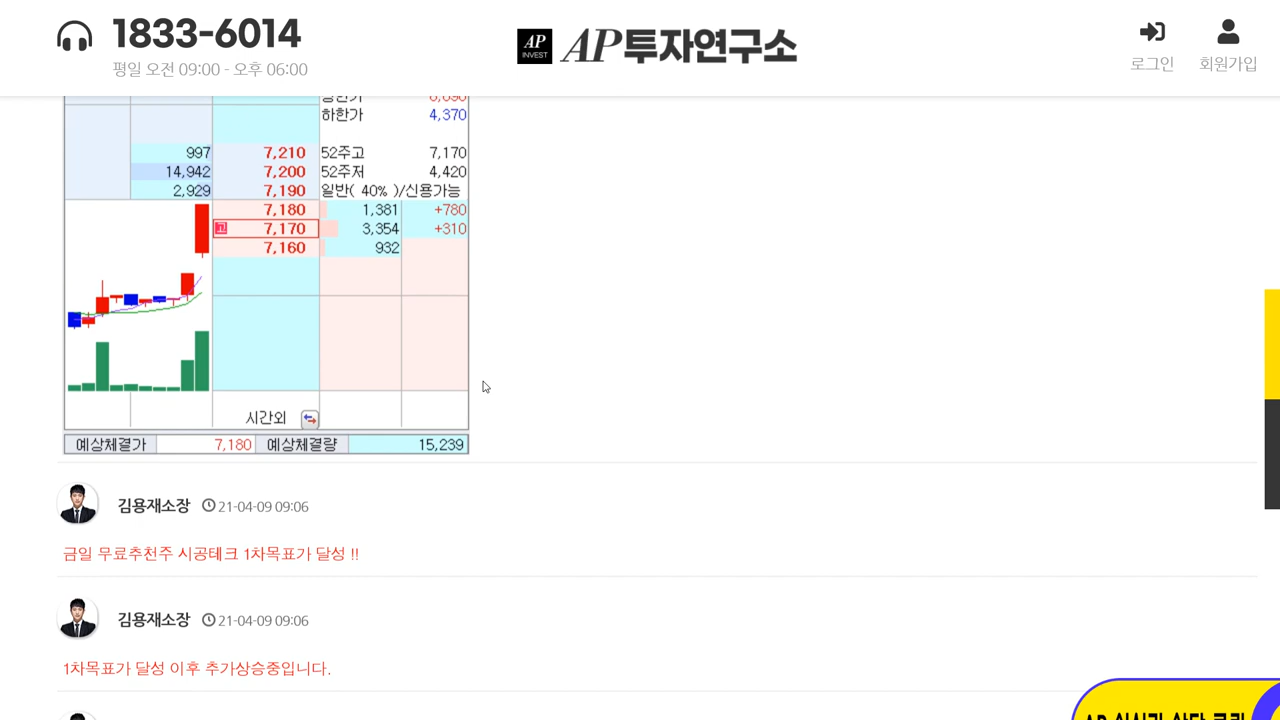 1833-6014
평일 오전 09:00 - 오후 06:00
AP
INVEST
AP투자연구소
로그인
회원가입
하한가 4,370
997 7,210 52주고 7,170
14,942 7,200 52주저 4,420
2,929 7,190 일반( 40% )/신용가능
7,180 1,381 +780
고 7,170 3,354 +310
7,160 932
시간외
예상체결가 7,180 예상체결량 15,239
김용재소장 21-04-09 09:06
금일 무료추천주 시공테크 1차목표가 달성 !!
김용재소장 21-04-09 09:06
1차목표가 달성 이후 추가상승중입니다.